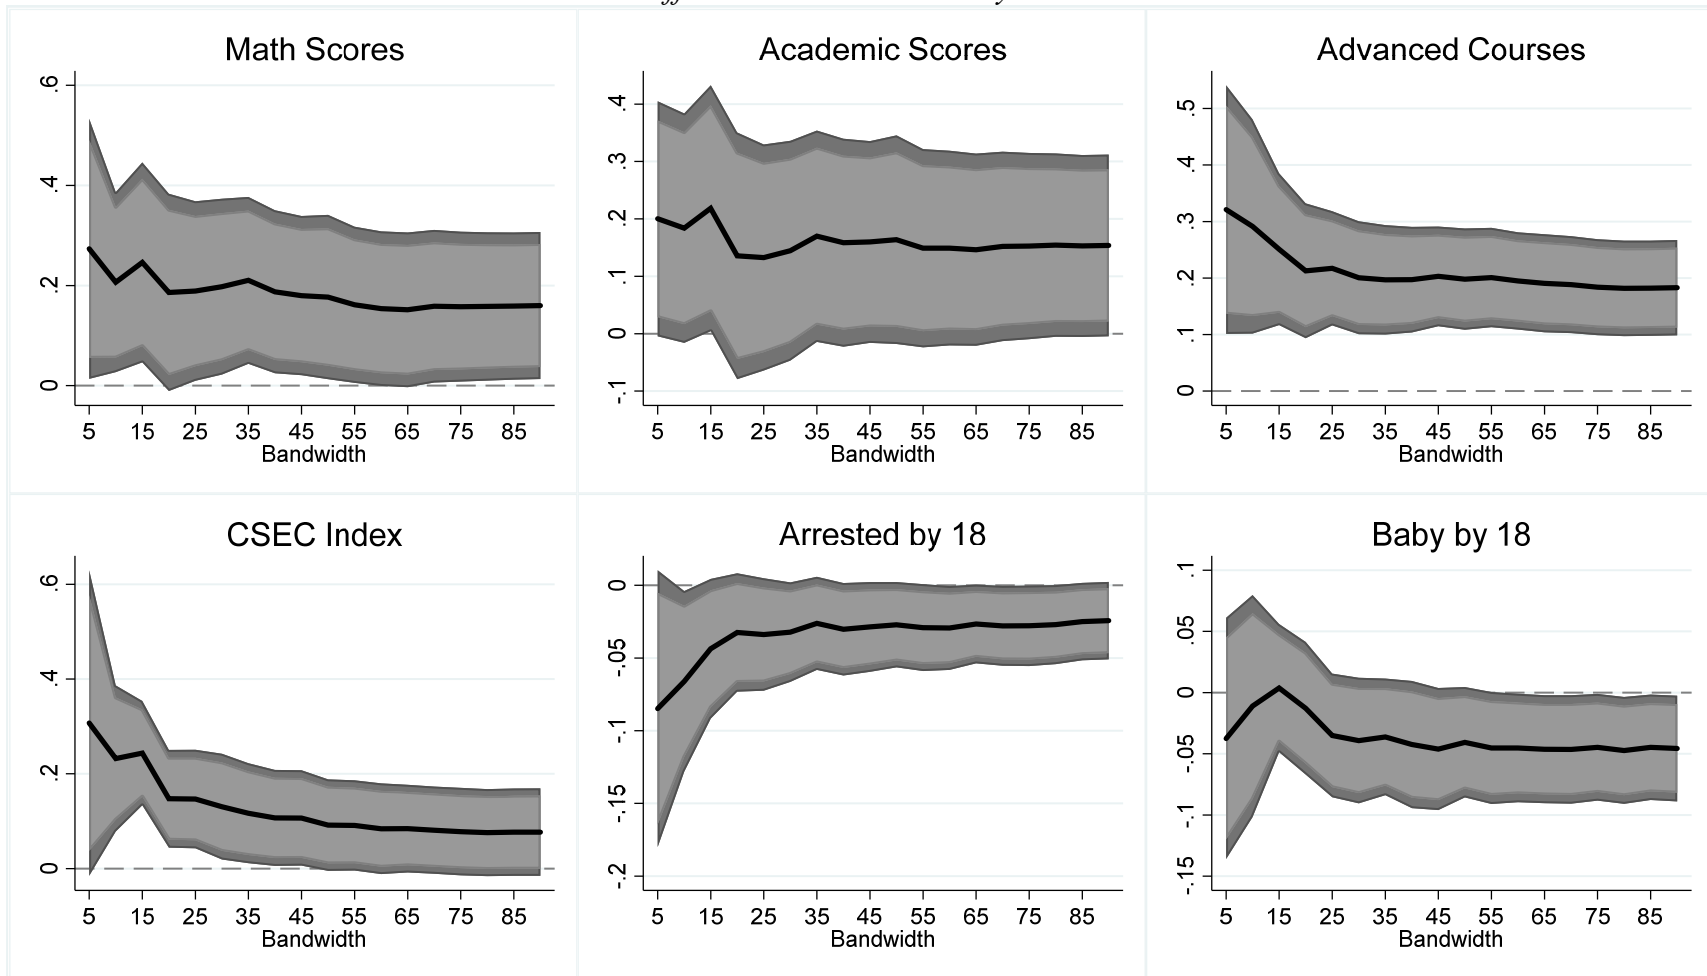 Math Scores
.6
.4
.2
0
5 15 25 35 45 55 65 75 85
Bandwidth
Academic Scores
.4
.3
.2
.1
0
-.1
5 15 25 35 45 55 65 75 85
Bandwidth
Advanced Courses
.5
.4
.3
.2
.1
0
5 15 25 35 45 55 65 75 85
Bandwidth
CSEC Index
.6
.4
.2
0
5 15 25 35 45 55 65 75 85
Bandwidth
Arrested by 18
0
-.05
-.1
-.15
-.2
5 15 25 35 45 55 65 75 85
Bandwidth
Baby by 18
.1
.05
0
-.05
-.1
-.15
5 15 25 35 45 55 65 75 85
Bandwidth